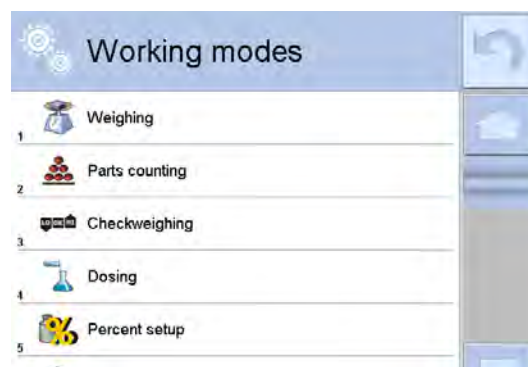 Working modes
1 Weighing
2 Parts counting
3 Checkweighing
4 Dosing
5 Percent setup